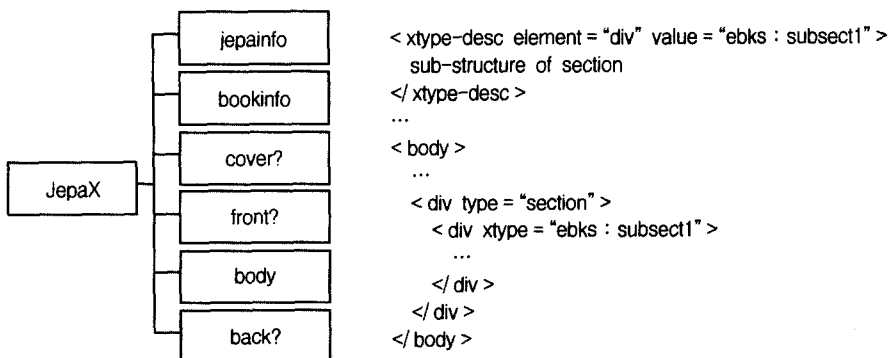 JepaX
jepainfo
bookinfo
cover?
front?
body
back?
< xtype-desc element = “div” value = “ebks : subsect1” >
sub-structure of section
</ xtype-desc >
...
< body >
...
< div type = “section” >
< div xtype = “ebks : subsect1” >
...
</ div >
</ div >
</ body >